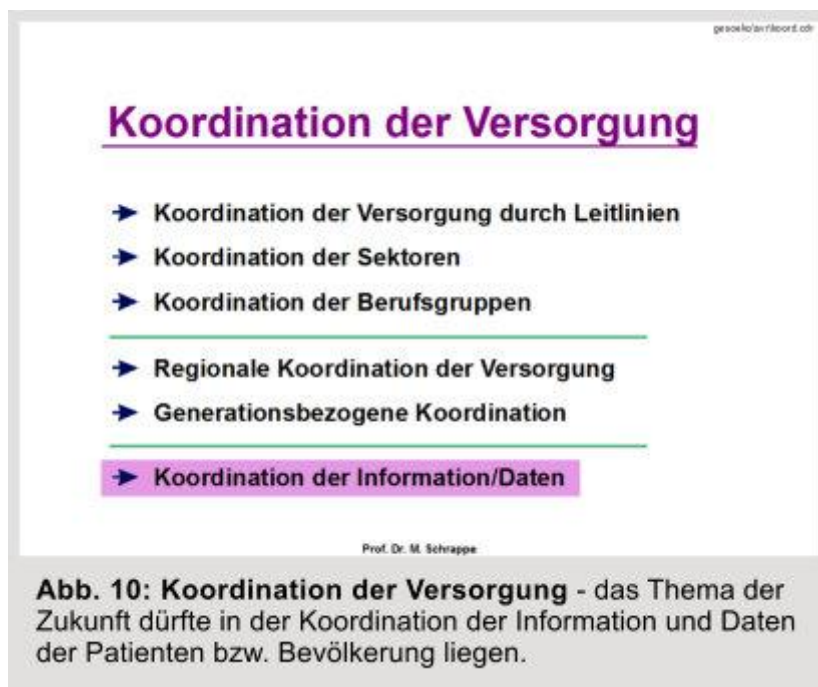 Koordination der Versorgung
Koordination der Versorgung durch Leitlinien
Koordination der Sektoren
Koordination der Berufsgruppen
Regionale Koordination der Versorgung
Generationsbezogene Koordination
Koordination der Information/Daten
Prof. Dr. M. Schrappe
Abb. 10: Koordination der Versorgung - das Thema der
Zukunft dürfte in der Koordination der Information und Daten
der Patienten bzw. Bevölkerung liegen.